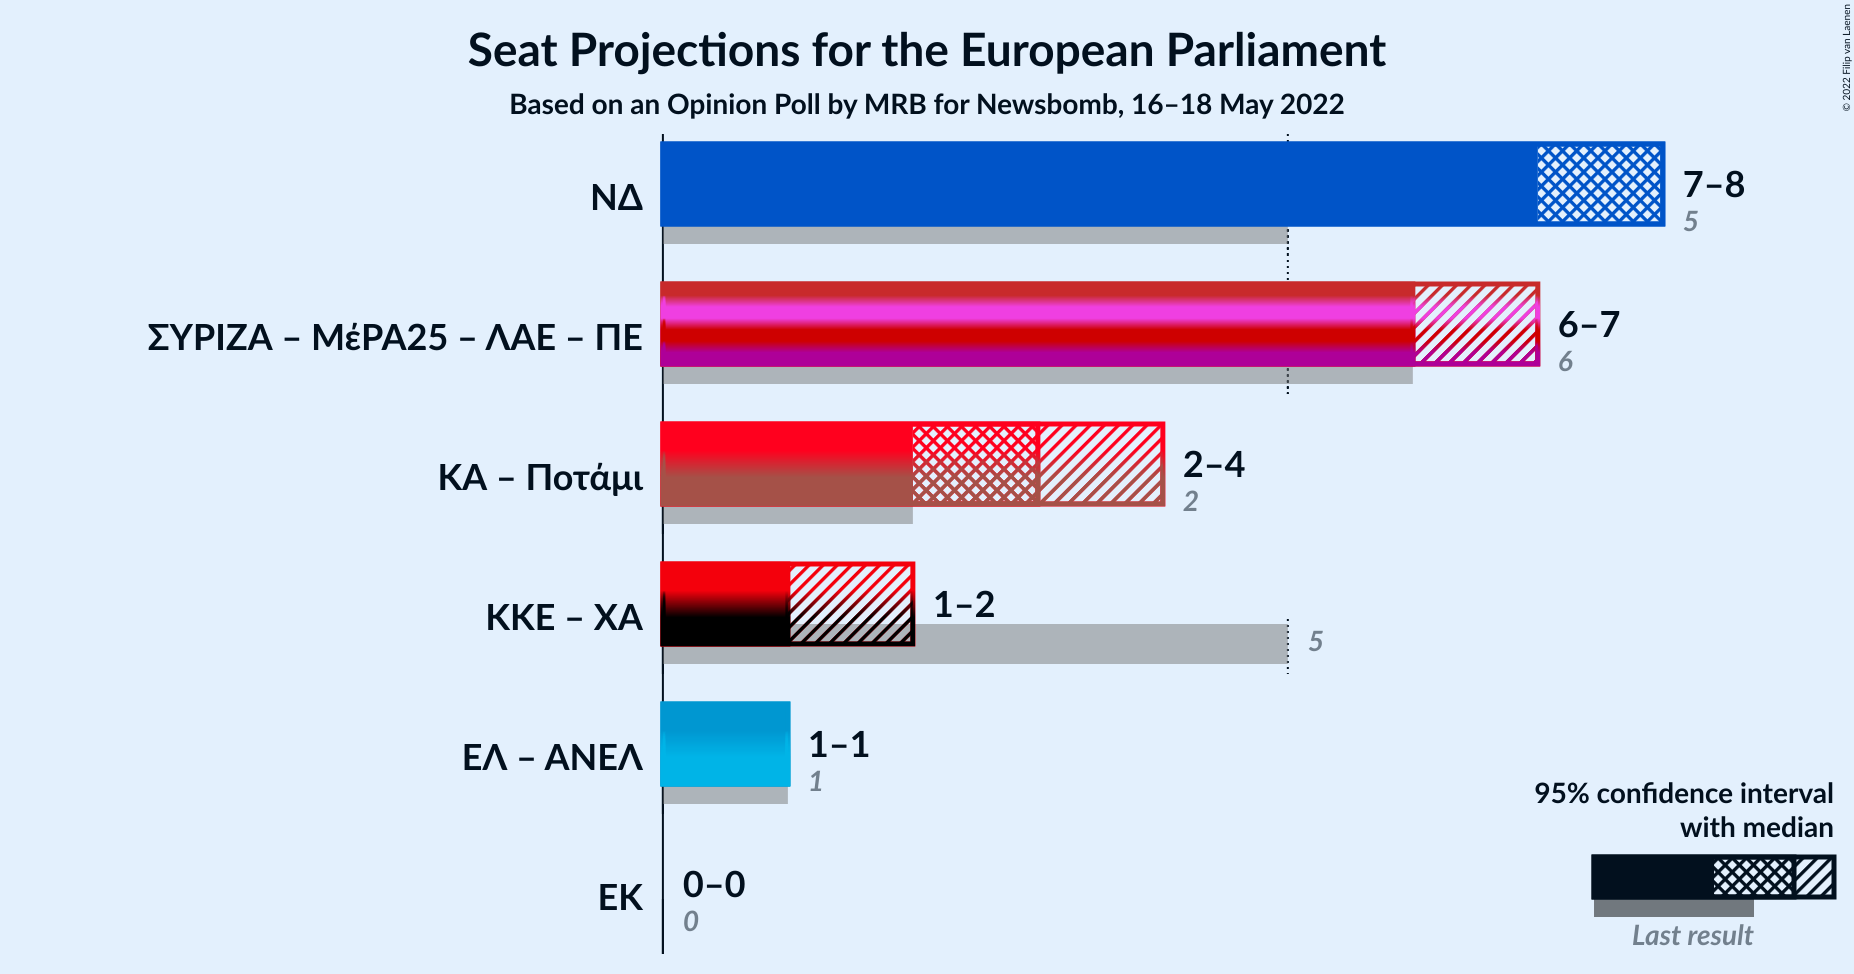 Seat Projections for the European Parliament
Based on an Opinion Poll by MRB for Newsbomb, 16–18 May 2022
© 2022 Filip van Laenen
ΝΔ
7–8
5
ΣΥΡΙΖΑ – ΜέΡΑ25 – ΛΑΕ – ΠΕ
6–7
6
ΚΑ – Ποτάμι
2–4
2
ΚΚΕ – ΧΑ
1–2
5
ΕΛ – ΑΝΕΛ
1–1
1
ΕΚ
0–0
0
95% confidence interval
with median
Last result